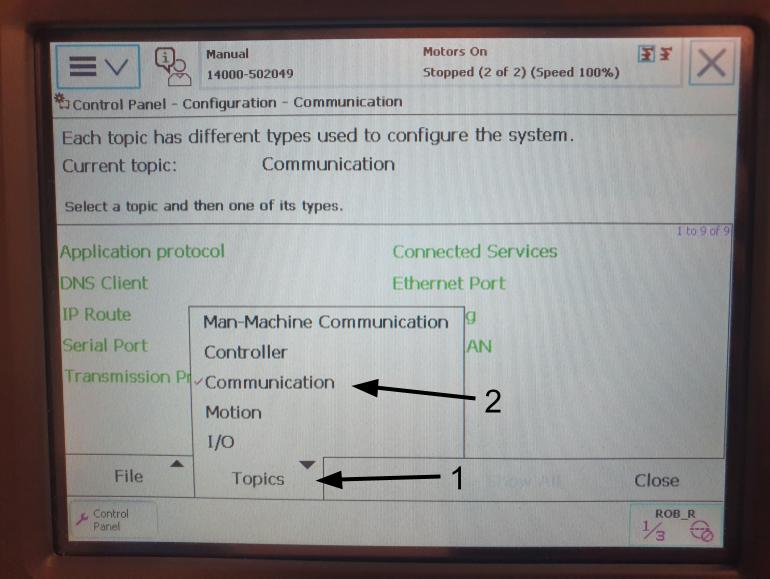 Manual
14000-502049
Motors On
Stopped (2 of 2) (Speed 100%)
Control Panel - Configuration - Communication
Each topic has different types used to configure the system.
Current topic: Communication
Select a topic and then one of its types.
1 to 9 of 9
Application protocol
Connected Services
DNS Client
Ethernet Port
IP Route
g
Serial Port
AN
Transmission Pr
Man-Machine Communication
Controller
Communication
Motion
I/O
2
File
Topics
1
Show All
Close
Control
Panel
ROB_R
1/3